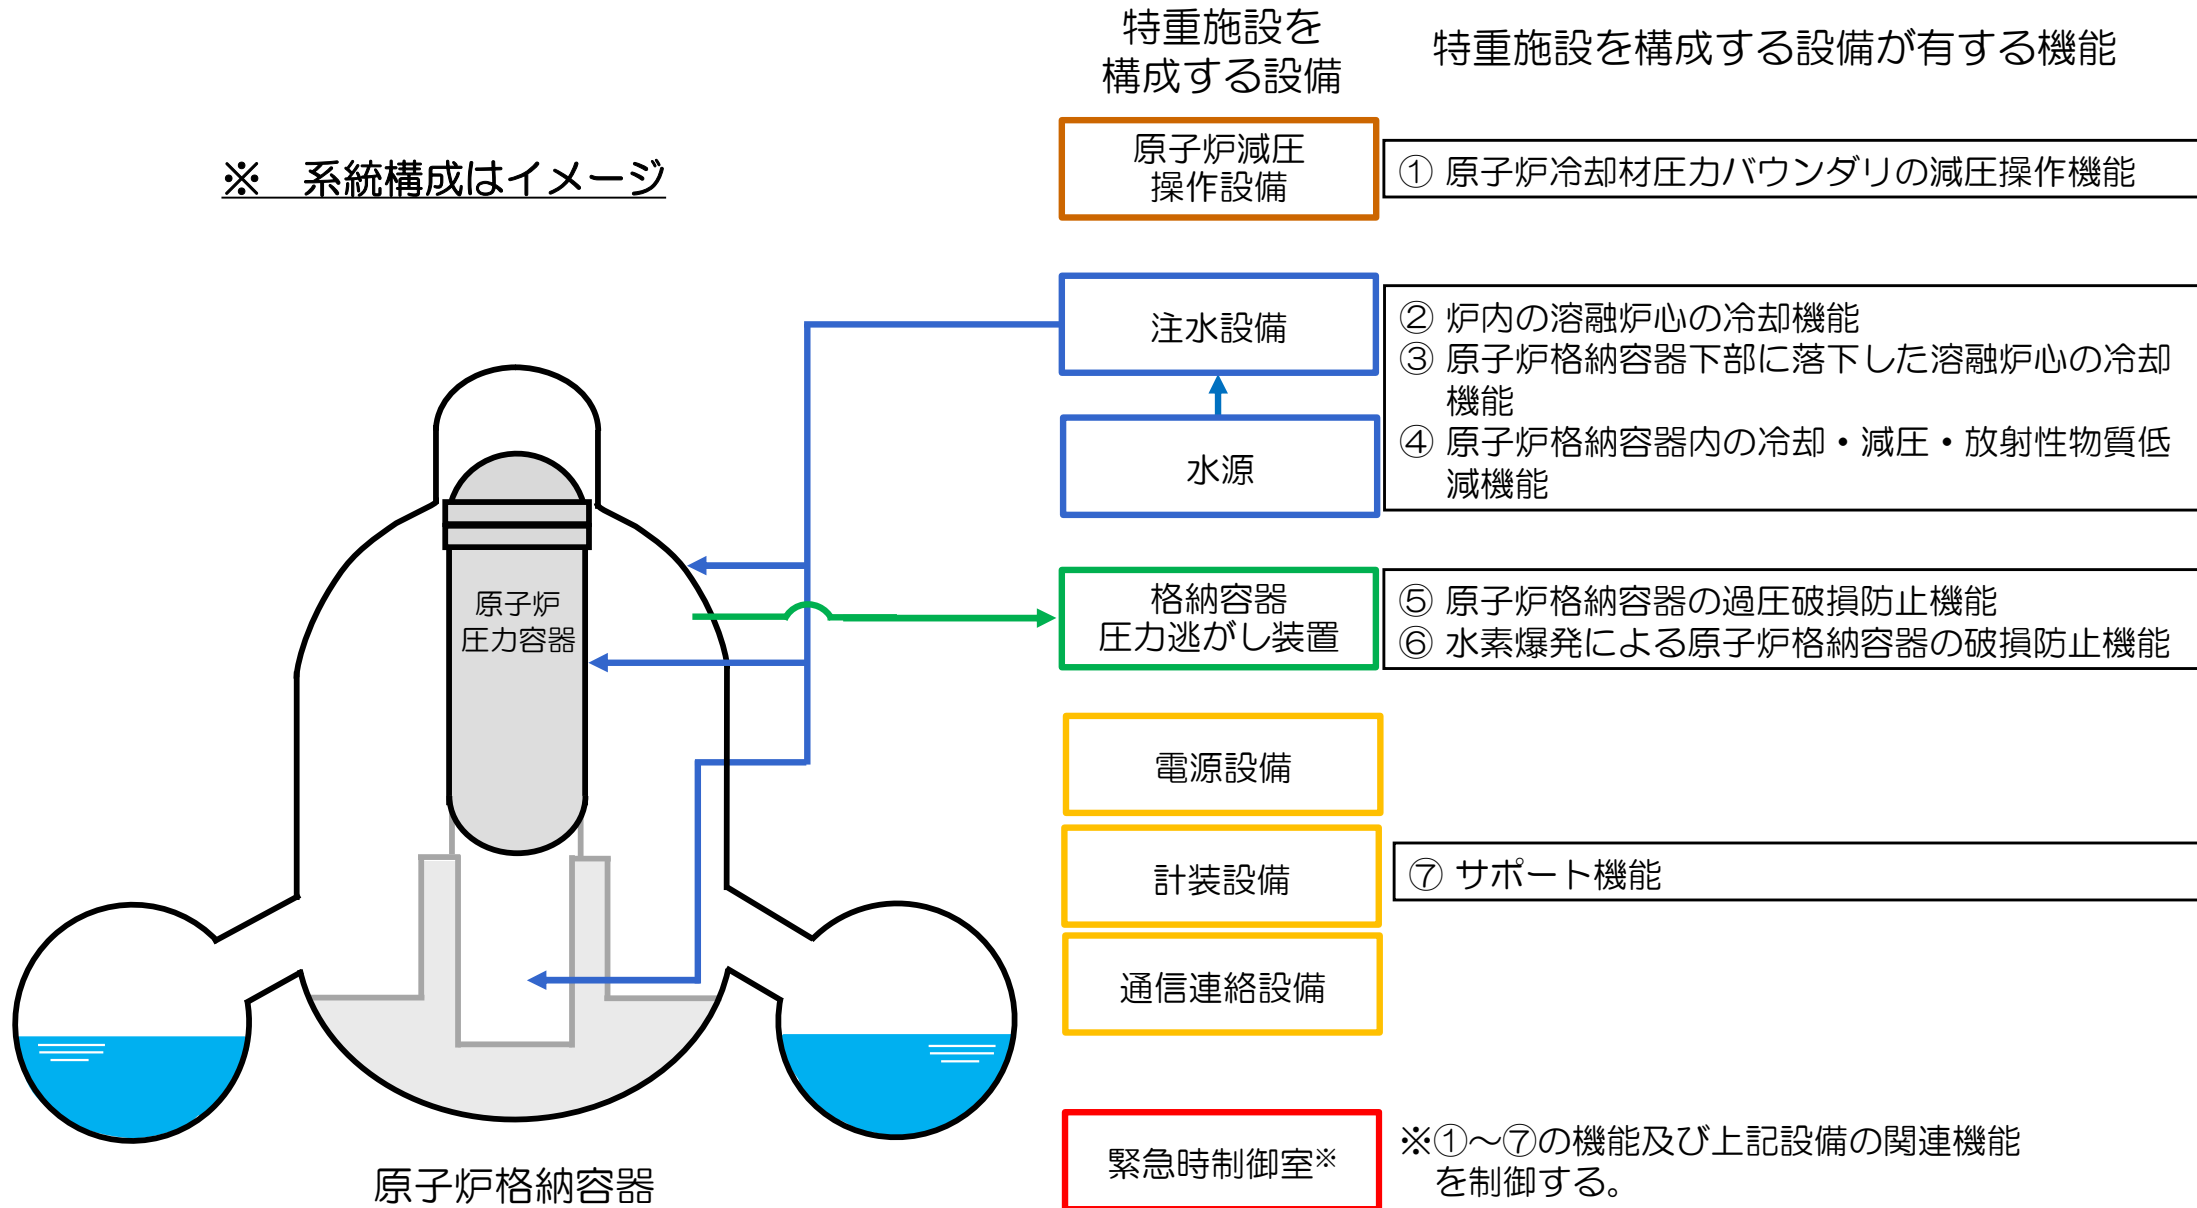 特重施設を
構成する設備
特重施設を構成する設備が有する機能
※　系統構成はイメージ
原子炉減圧
操作設備
① 原子炉冷却材圧力バウンダリの減圧操作機能
注水設備
水源
② 炉内の溶融炉心の冷却機能
③ 原子炉格納容器下部に落下した溶融炉心の冷却
機能
④ 原子炉格納容器内の冷却・減圧・放射性物質低
減機能
原子炉
圧力容器
格納容器
圧力逃がし装置
⑤ 原子炉格納容器の過圧破損防止機能
⑥ 水素爆発による原子炉格納容器の破損防止機能
電源設備
計装設備
⑦ サポート機能
通信連絡設備
緊急時制御室※
※①～⑦の機能及び上記設備の関連機能
を制御する。
原子炉格納容器